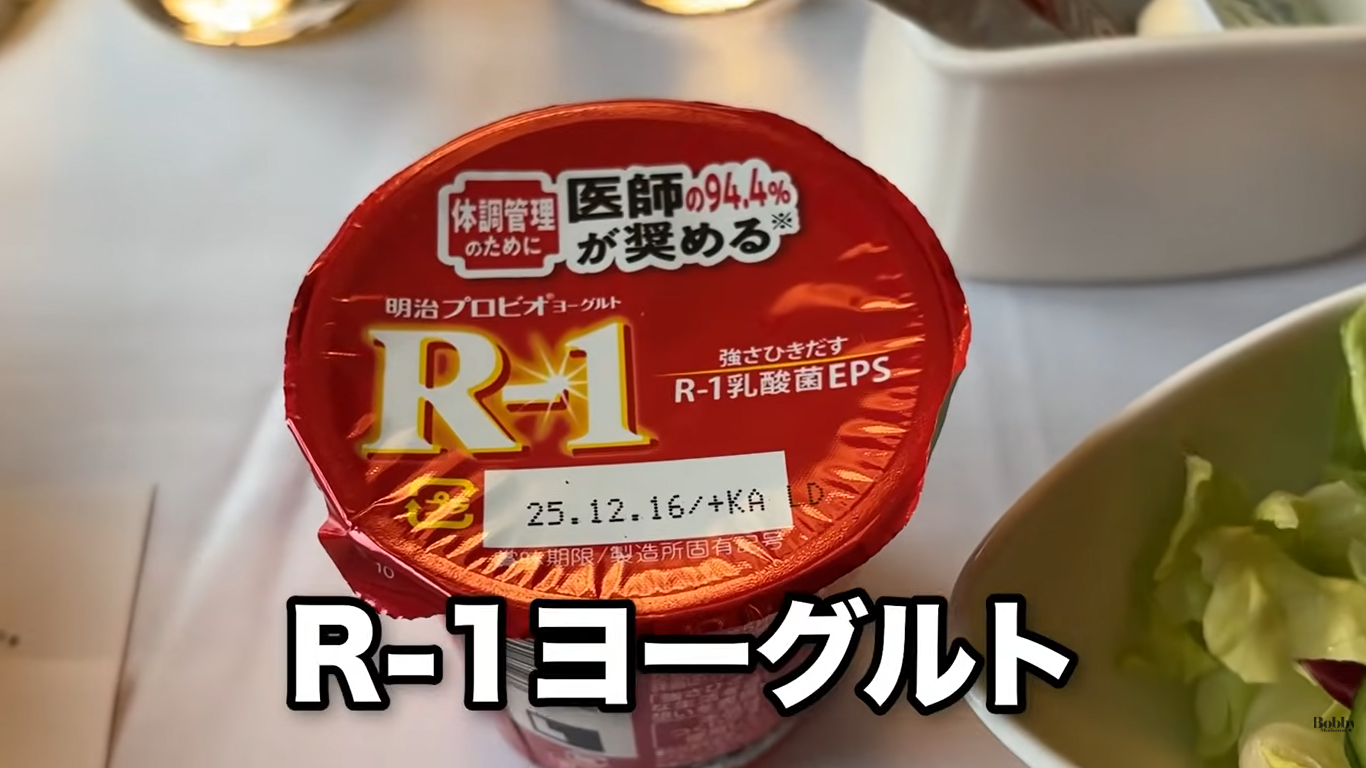 体調管理
のために
医師の94.4%
が奨める※
明治プロビオヨーグルト
R-1
強さひきだす
R-1乳酸菌EPS
25.12.16/+KA LD
賞味期限/製造所固有記号
10
R-1ヨーグルト
Bobby